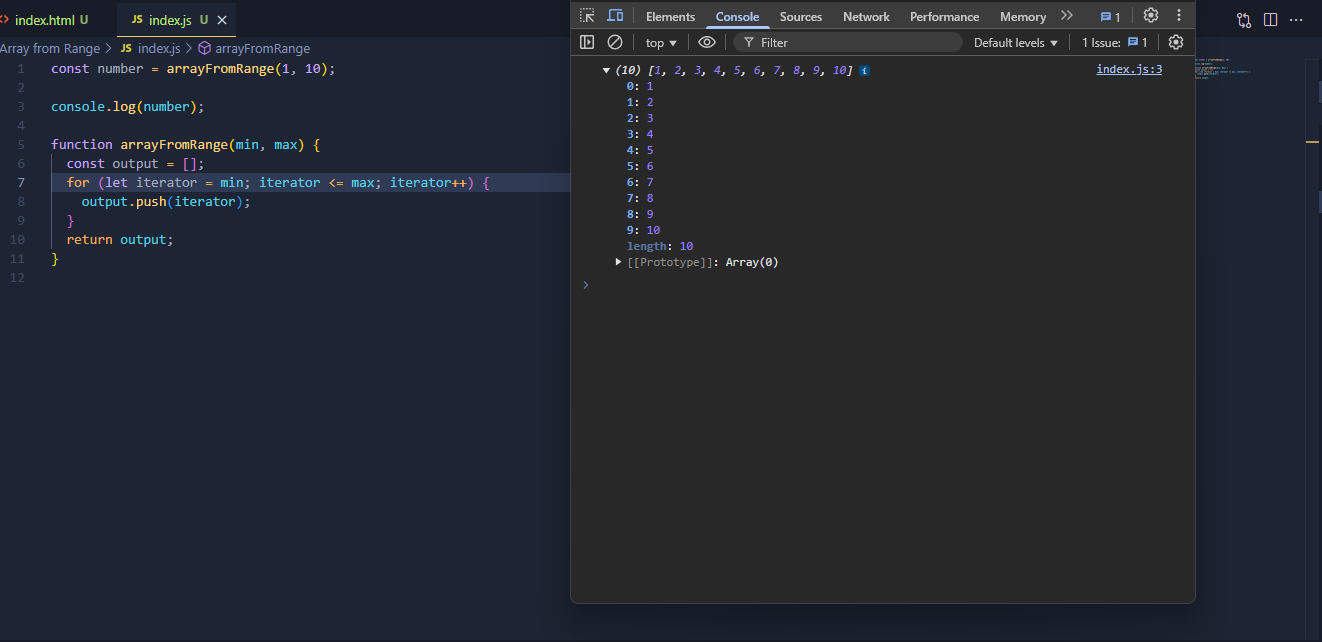 index.html U
JS index.js U
Array from Range > JS index.js > arrayFromRange
1 const number = arrayFromRange(1, 10);
2
3 console.log(number);
4
5 function arrayFromRange(min, max) {
6 const output = [];
7 for (let iterator = min; iterator <= max; iterator++) {
8 output.push(iterator);
9 }
10 return output;
11 }
12
Elements Console Sources Network Performance Memory 1
top Filter Default levels 1 Issue: 1
(10) [1, 2, 3, 4, 5, 6, 7, 8, 9, 10] i index.js:3
0: 1
1: 2
2: 3
3: 4
4: 5
5: 6
6: 7
7: 8
8: 9
9: 10
length: 10
[[Prototype]]: Array(0)